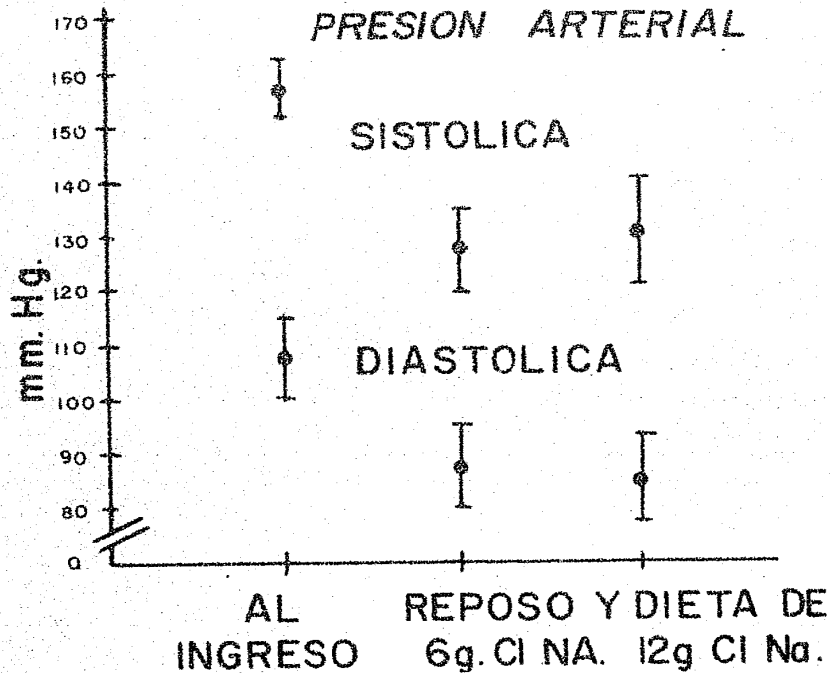 PRESION ARTERIAL
170
160
150
SISTOLICA
140
130
120
mm. Hg.
110
DIASTOLICA
100
90
80
0
AL REPOSO Y DIETA DE
INGRESO 6g. Cl NA. 12g Cl Na.